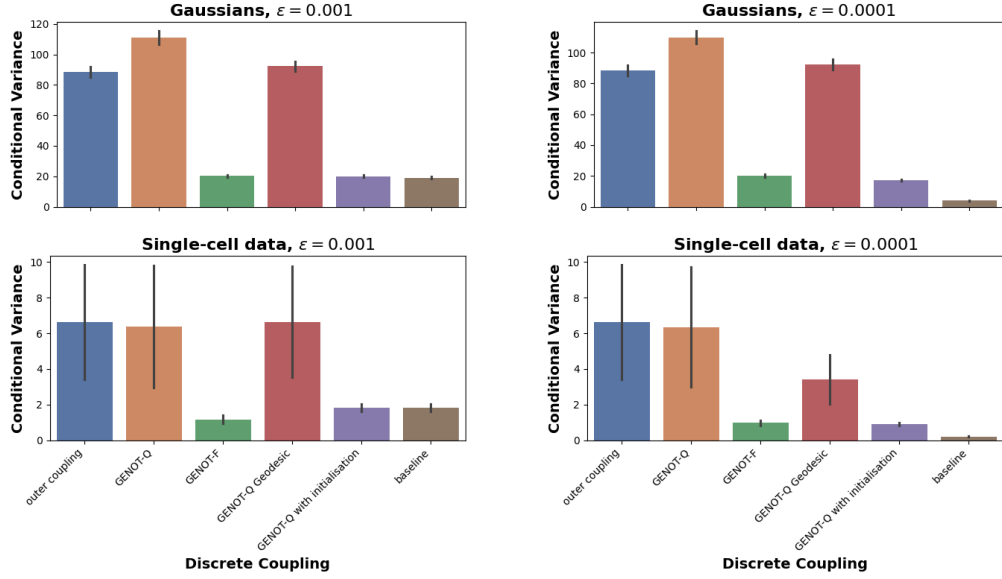 Gaussians, ε = 0.001
Conditional Variance
120
100
80
60
40
20
0
Gaussians, ε = 0.0001
Conditional Variance
100
80
60
40
20
0
Single-cell data, ε = 0.001
Conditional Variance
10
8
6
4
2
0
outer coupling
GENOT-Q
GENOT-F
GENOT-Q Geodesic
GENOT-Q with initialisation
baseline
Discrete Coupling
Single-cell data, ε = 0.0001
Conditional Variance
10
8
6
4
2
0
outer coupling
GENOT-Q
GENOT-F
GENOT-Q Geodesic
GENOT-Q with initialisation
baseline
Discrete Coupling